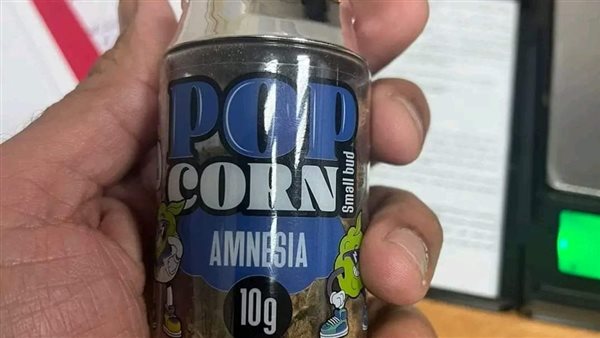 POP
CORN
Small bud
AMNESIA
10g